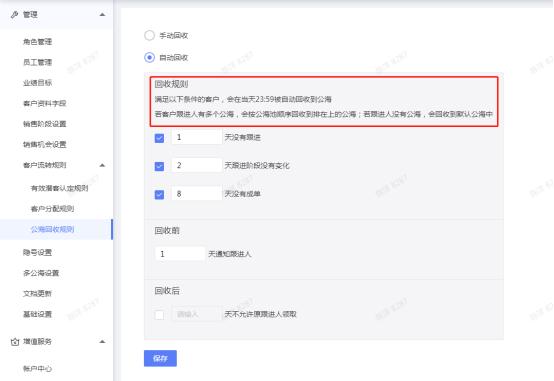 管理
角色管理
员工管理
业绩目标
客户资料字段
销售阶段设置
销售机会设置
客户流转规则
有效潜客认定规则
客户分配规则
公海回收规则
隐号设置
多公海设置
文档更新
基础设置
增值服务
帐户中心
手动回收
自动回收
回收规则
满足以下条件的客户，会在当天23:59被自动回收到公海
若客户跟进人有多个公海，会按公海池顺序回收到排在上的公海；若跟进人没有公海，会回收到默认公海中
1 天没有跟进
2 天跟进阶段没有变化
8 天没有成单
回收前
1 天通知跟进人
回收后
请输入 天不允许原跟进人领取
保存